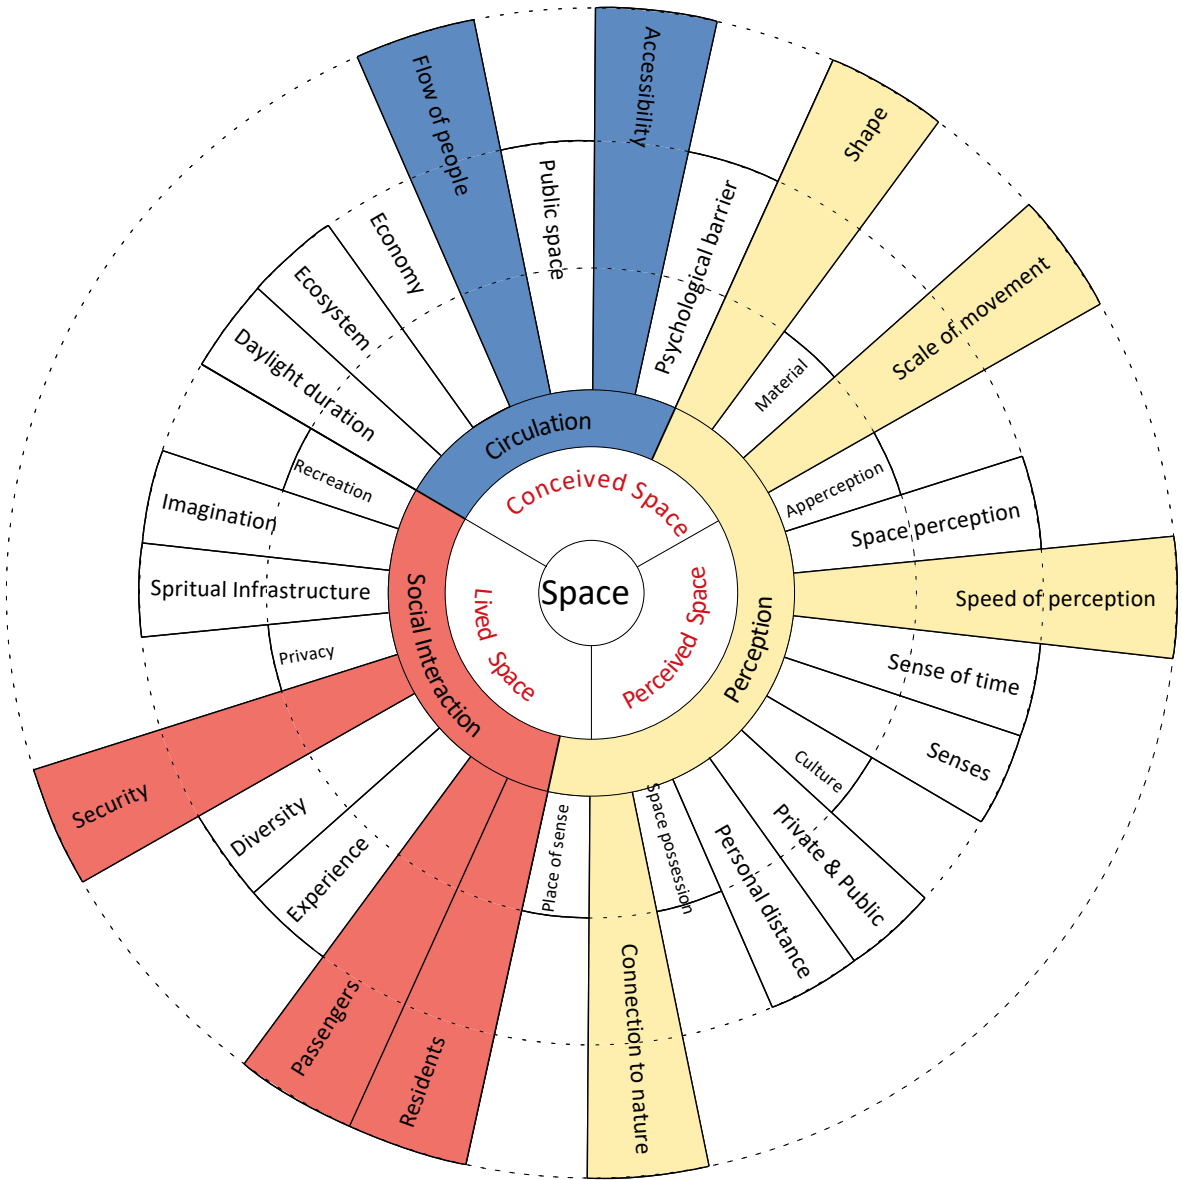 Space
Conceived Space
Perceived Space
Lived Space
Circulation
Perception
Social Interaction
Daylight duration
Ecosystem
Economy
Flow of people
Public space
Accessibility
Psychological barrier
Shape
Material
Scale of movement
Apperception
Space perception
Speed of perception
Sense of time
Senses
Culture
Private & Public
Personal distance
Space possession
Connection to nature
Place of sense
Residents
Passengers
Experience
Diversity
Security
Privacy
Spritual Infrastructure
Imagination
Recreation